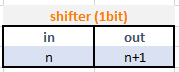 shifter (1bit)
in out
n n+1